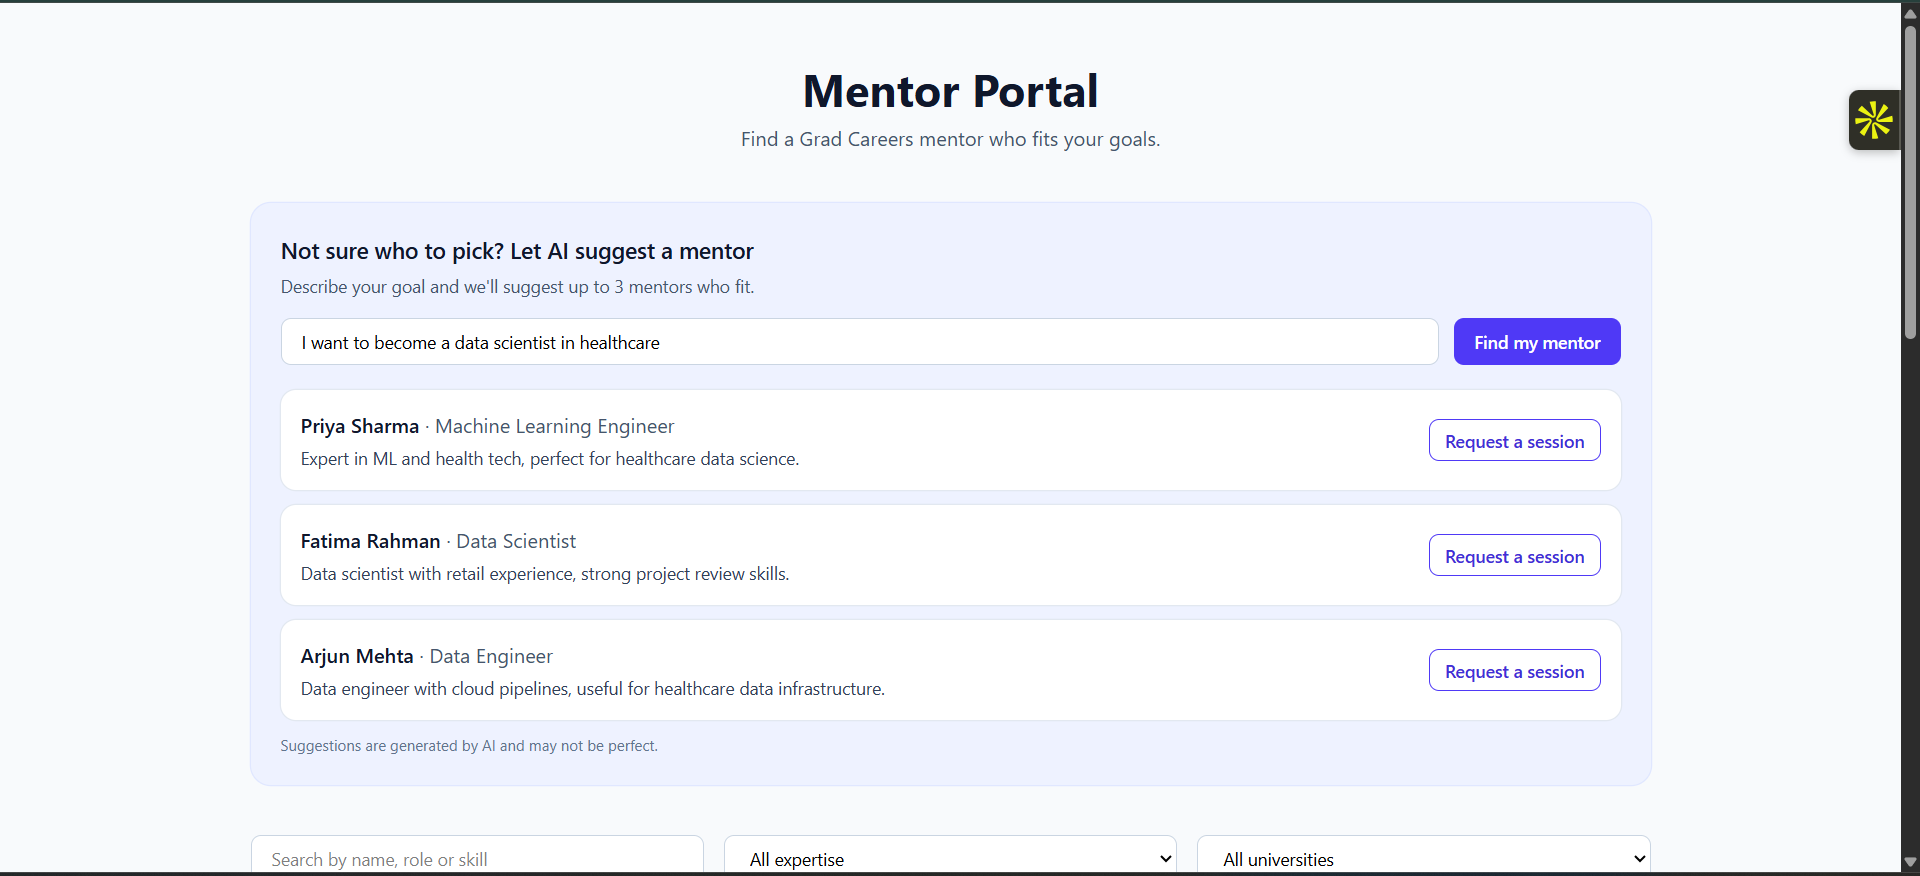 Mentor Portal
Find a Grad Careers mentor who fits your goals.
Not sure who to pick? Let AI suggest a mentor
Describe your goal and we'll suggest up to 3 mentors who fit.
I want to become a data scientist in healthcare
Find my mentor
Priya Sharma · Machine Learning Engineer
Expert in ML and health tech, perfect for healthcare data science.
Request a session
Fatima Rahman · Data Scientist
Data scientist with retail experience, strong project review skills.
Request a session
Arjun Mehta · Data Engineer
Data engineer with cloud pipelines, useful for healthcare data infrastructure.
Request a session
Suggestions are generated by AI and may not be perfect.
Search by name, role or skill
All expertise
All universities